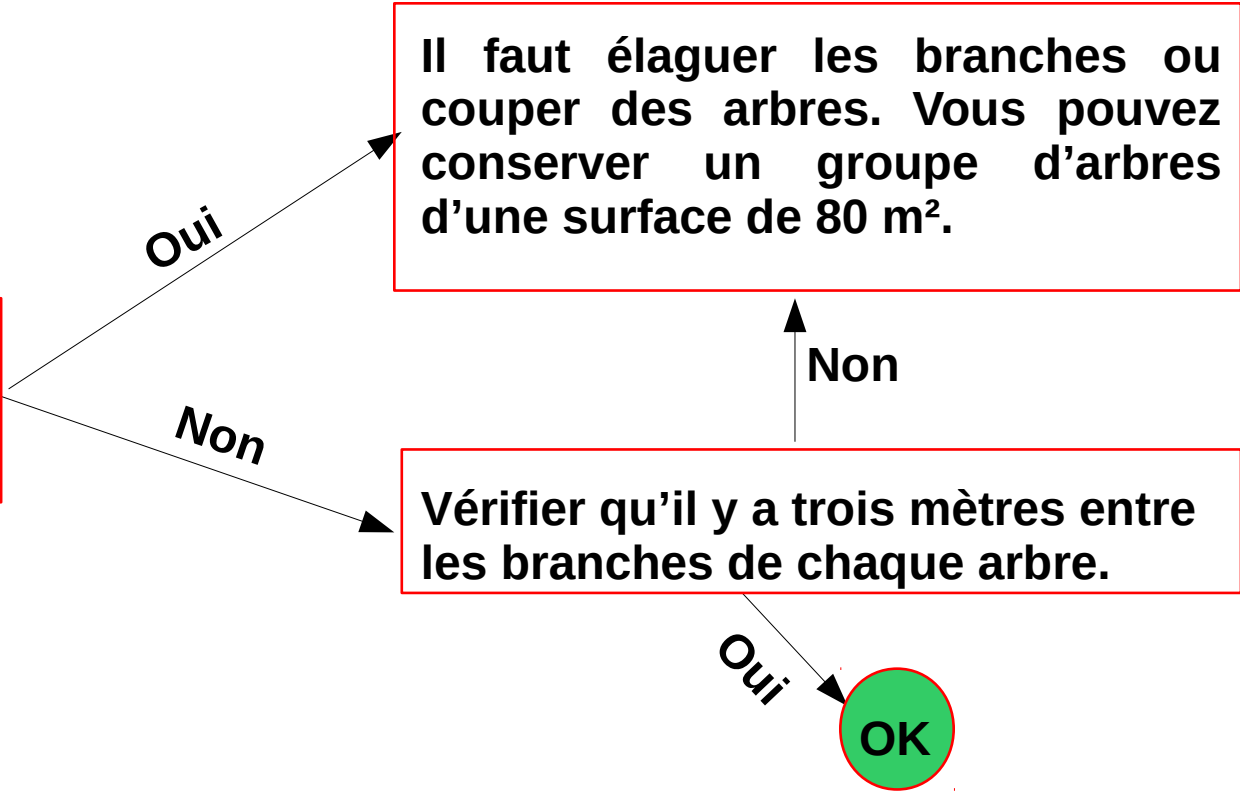 Il faut élaguer les branches ou
couper des arbres. Vous pouvez
conserver un groupe d’arbres
d’une surface de 80 m².
Oui
Non
Non
Vérifier qu’il y a trois mètres entre
les branches de chaque arbre.
Oui
OK